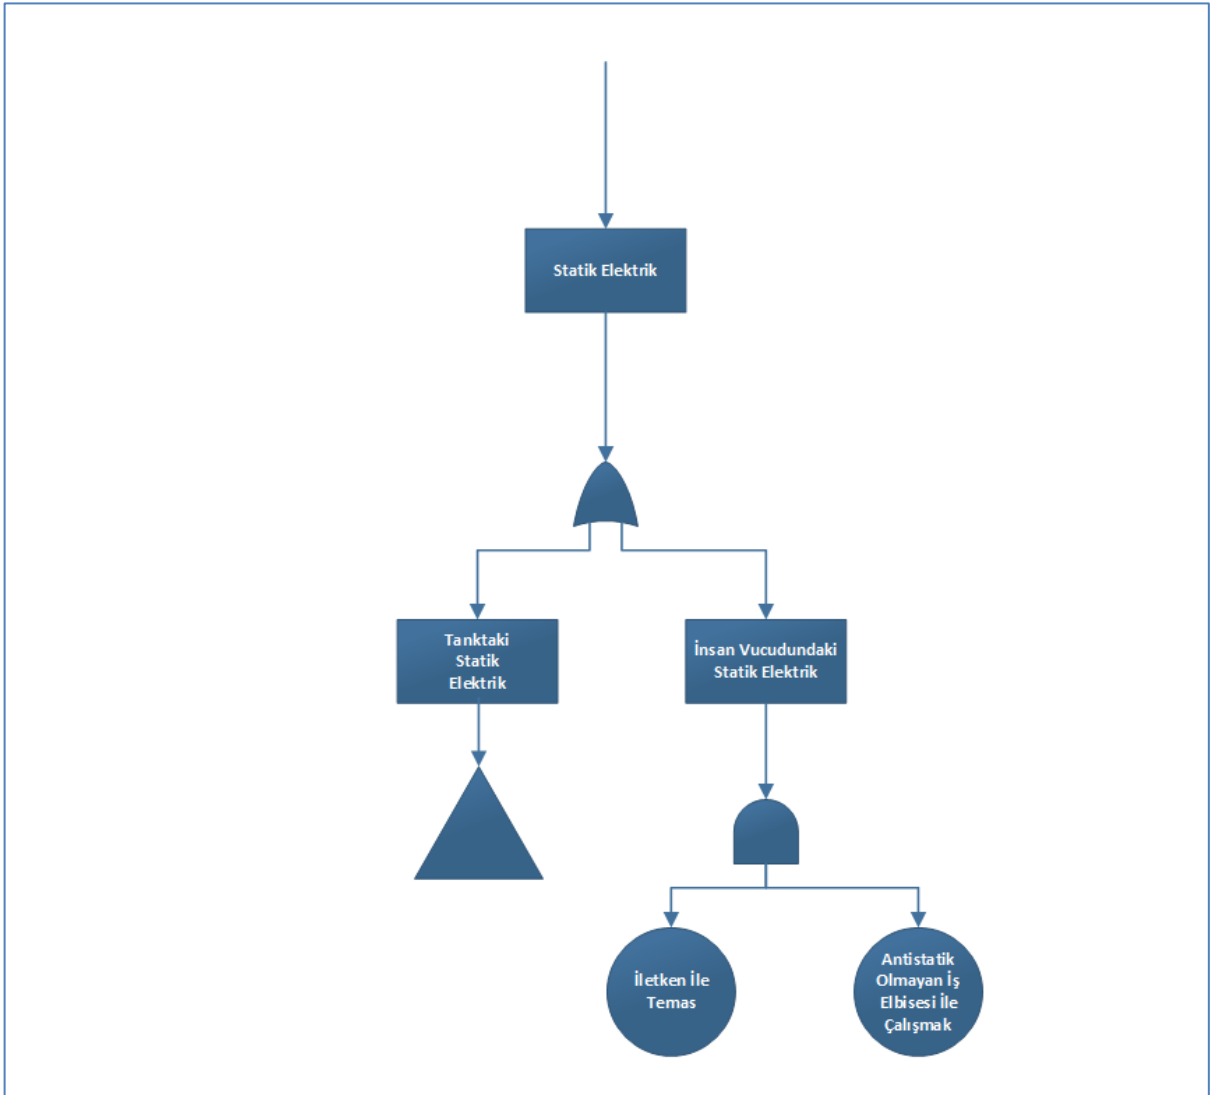 Statik Elektrik
Tanktaki
Statik
Elektrik
İnsan Vucudundaki
Statik Elektrik
İletken İle
Temas
Antistatik
Olmayan İş
Elbisesi İle
Çalışmak